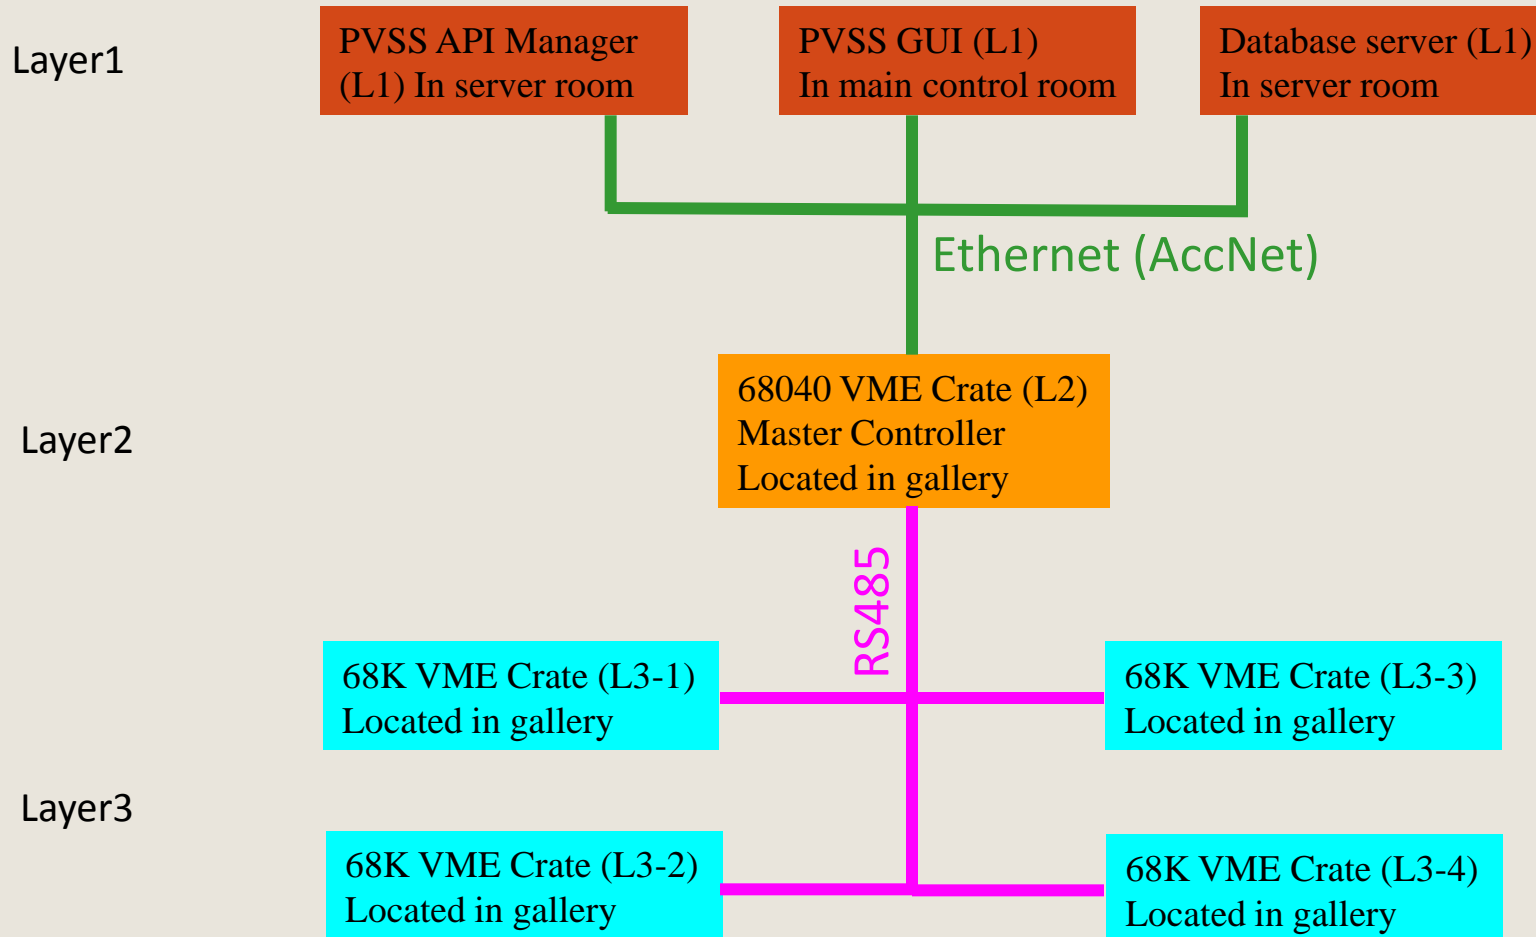 Layer1
PVSS API Manager
(L1) In server room
PVSS GUI (L1)
In main control room
Database server (L1)
In server room
Ethernet (AccNet)
Layer2
68040 VME Crate (L2)
Master Controller
Located in gallery
RS485
68K VME Crate (L3-1)
Located in gallery
68K VME Crate (L3-3)
Located in gallery
Layer3
68K VME Crate (L3-2)
Located in gallery
68K VME Crate (L3-4)
Located in gallery